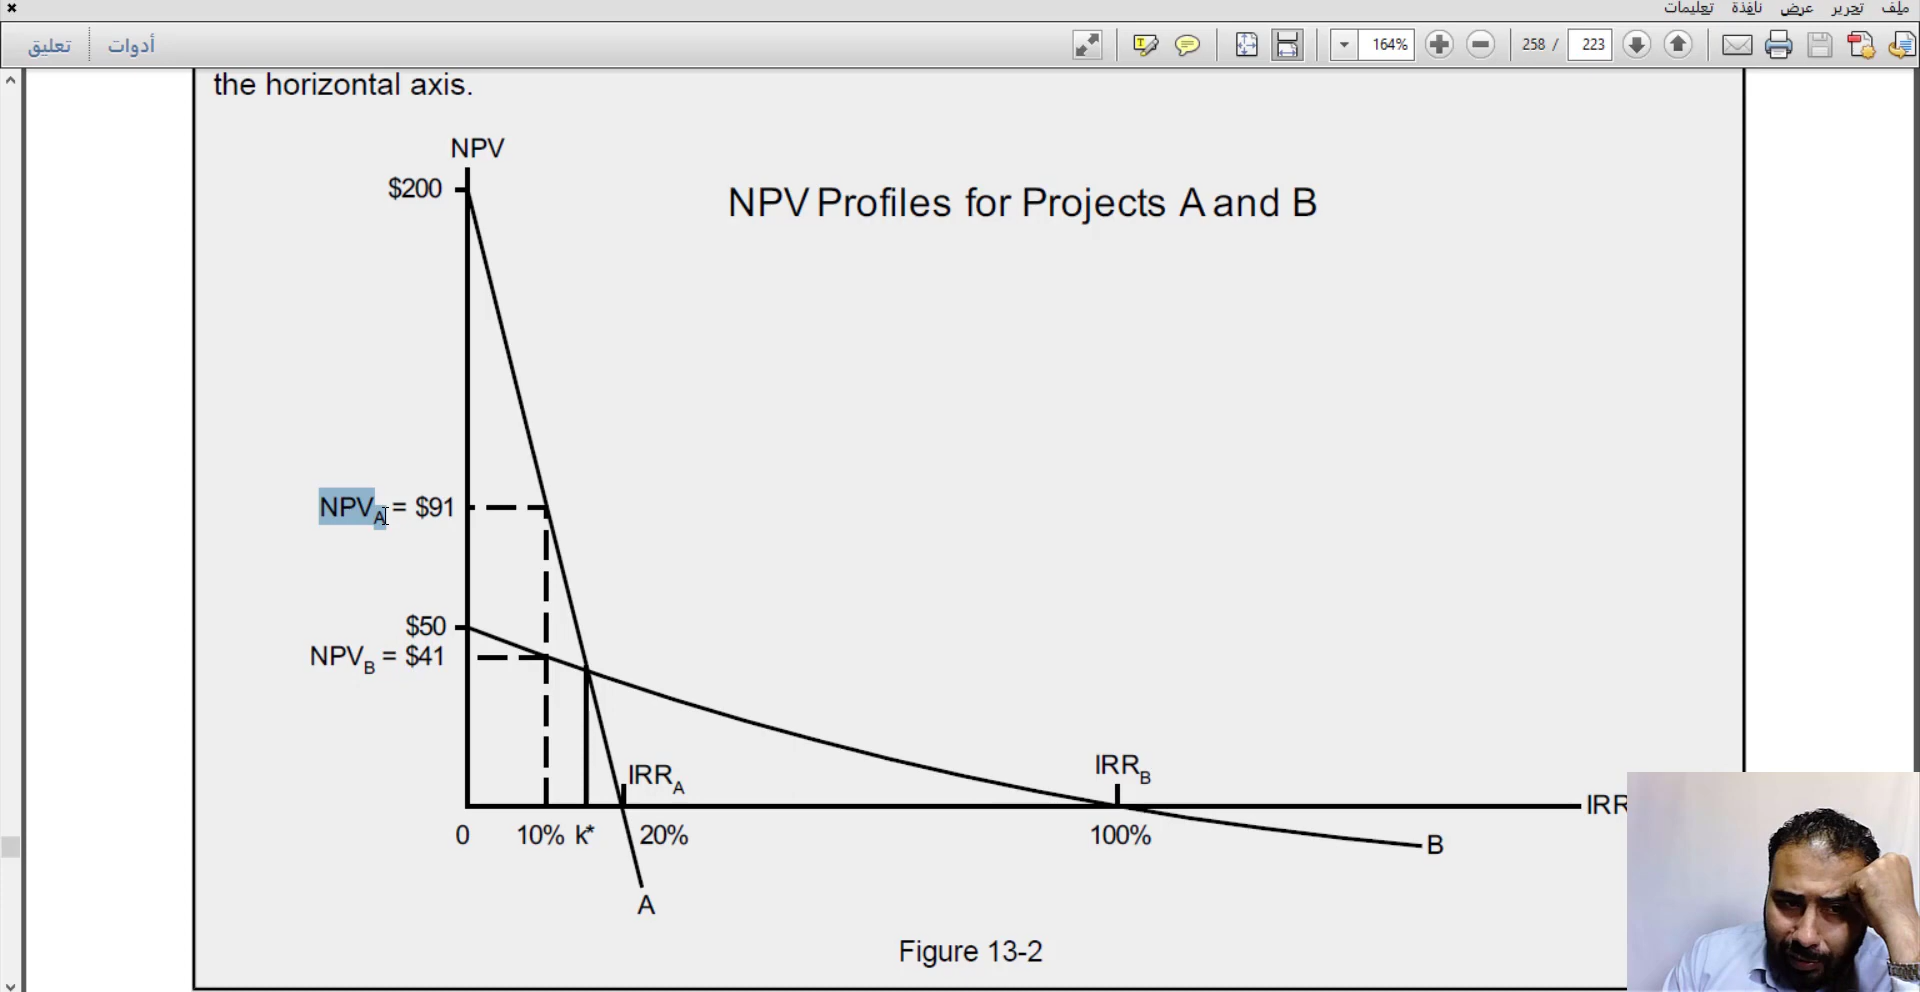 ملف تحرير عرض نافذة تعليمات
258 / 223 164% أدوات تعليق
the horizontal axis.
NPV
$200
NPV Profiles for Projects A and B
NPVA = $91
$50
NPVB = $41
IRRA
IRRB
IRR
0 10% k* 20% 100%
B
A
Figure 13-2